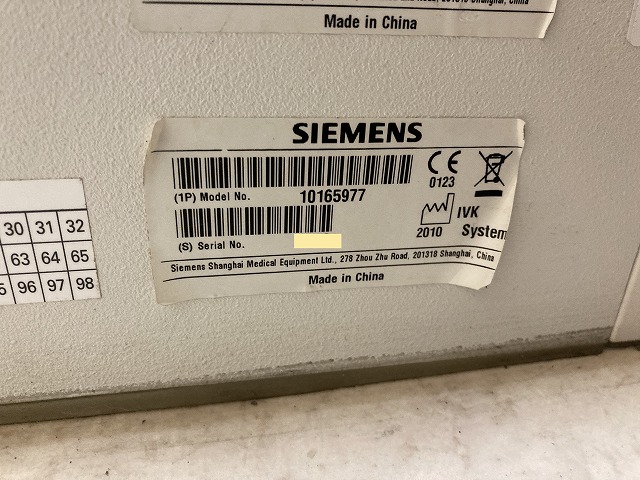 Made in China
SIEMENS
(1P) Model No. 10165977
0123
(S) Serial No.
2010
IVK
System
Siemens Shanghai Medical Equipment Ltd., 278 Zhou Zhu Road, 201318 Shanghai, China
Made in China
30 31 32
63 64 65
96 97 98